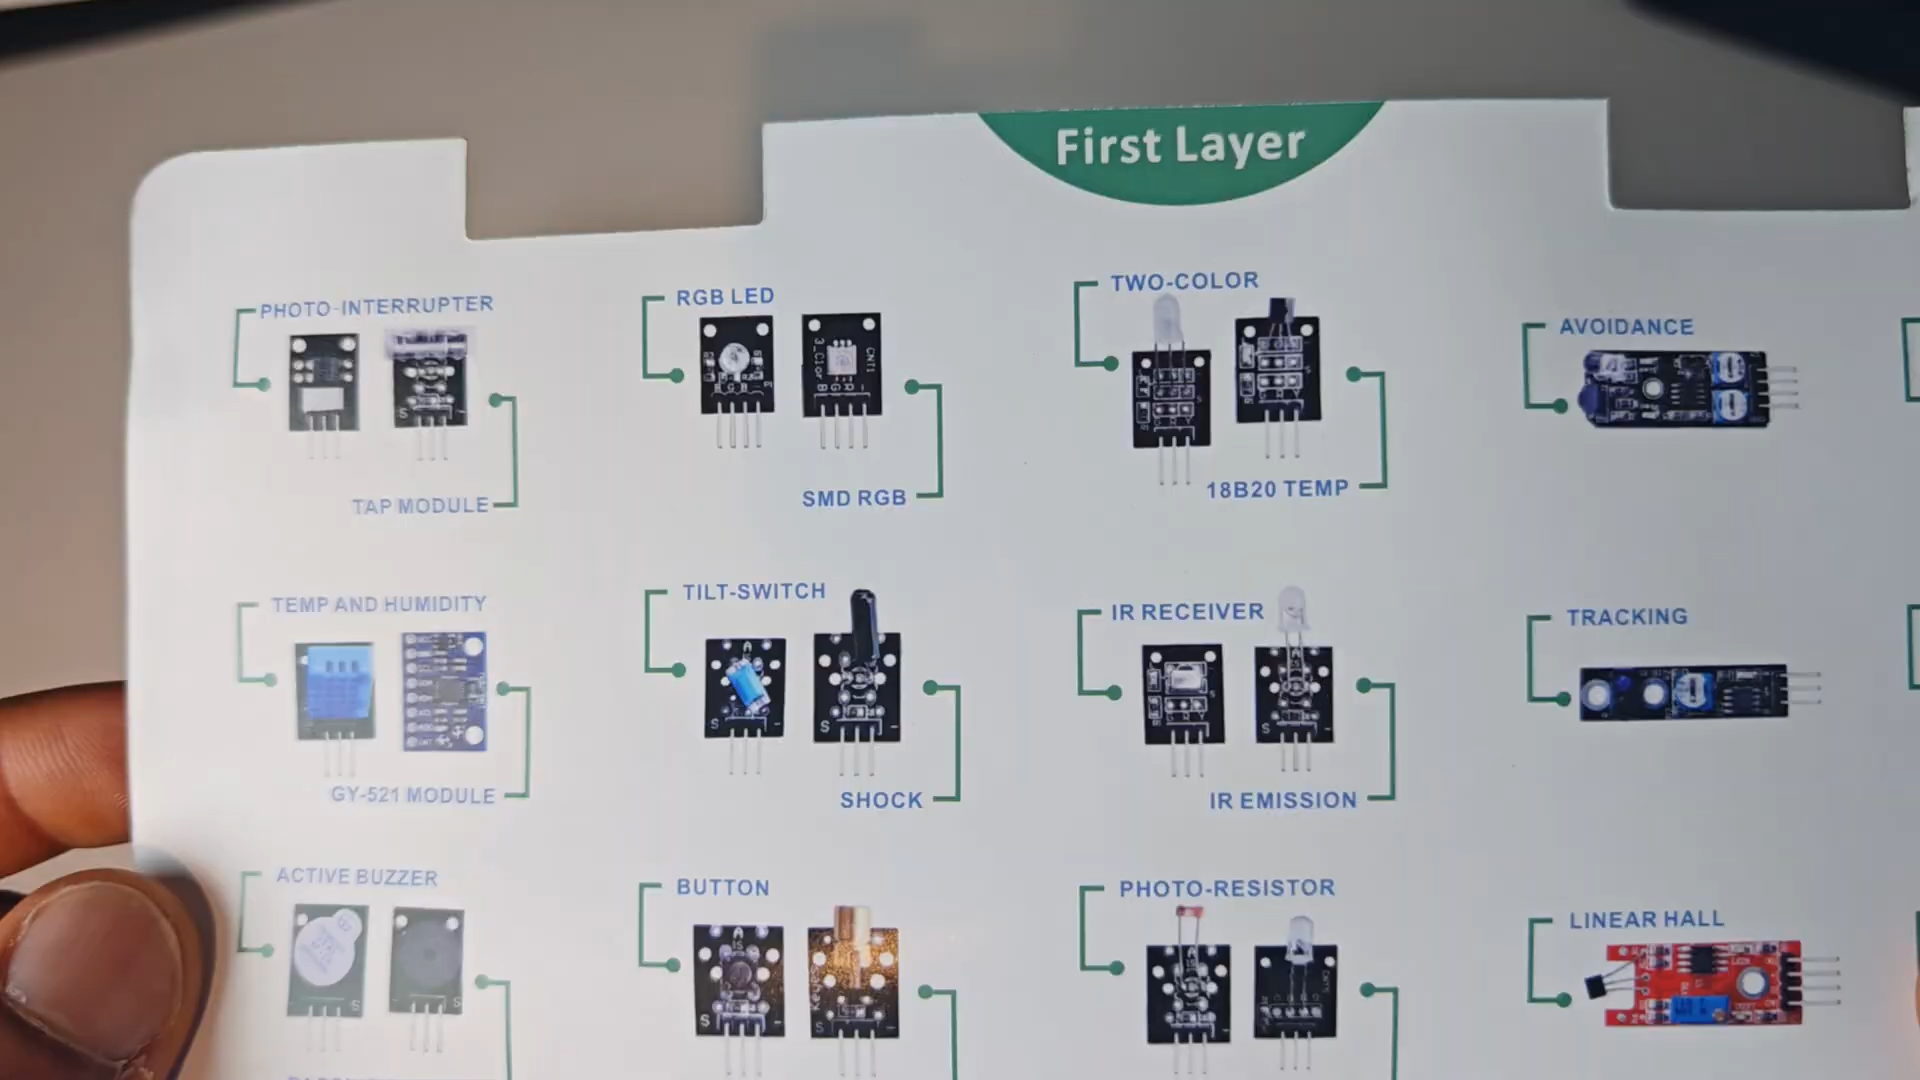 First Layer
PHOTO-INTERRUPTER
RGB LED
TWO-COLOR
AVOIDANCE
TAP MODULE
SMD RGB
18B20 TEMP
TEMP AND HUMIDITY
TILT-SWITCH
IR RECEIVER
TRACKING
GY-521 MODULE
SHOCK
IR EMISSION
ACTIVE BUZZER
BUTTON
PHOTO-RESISTOR
LINEAR HALL